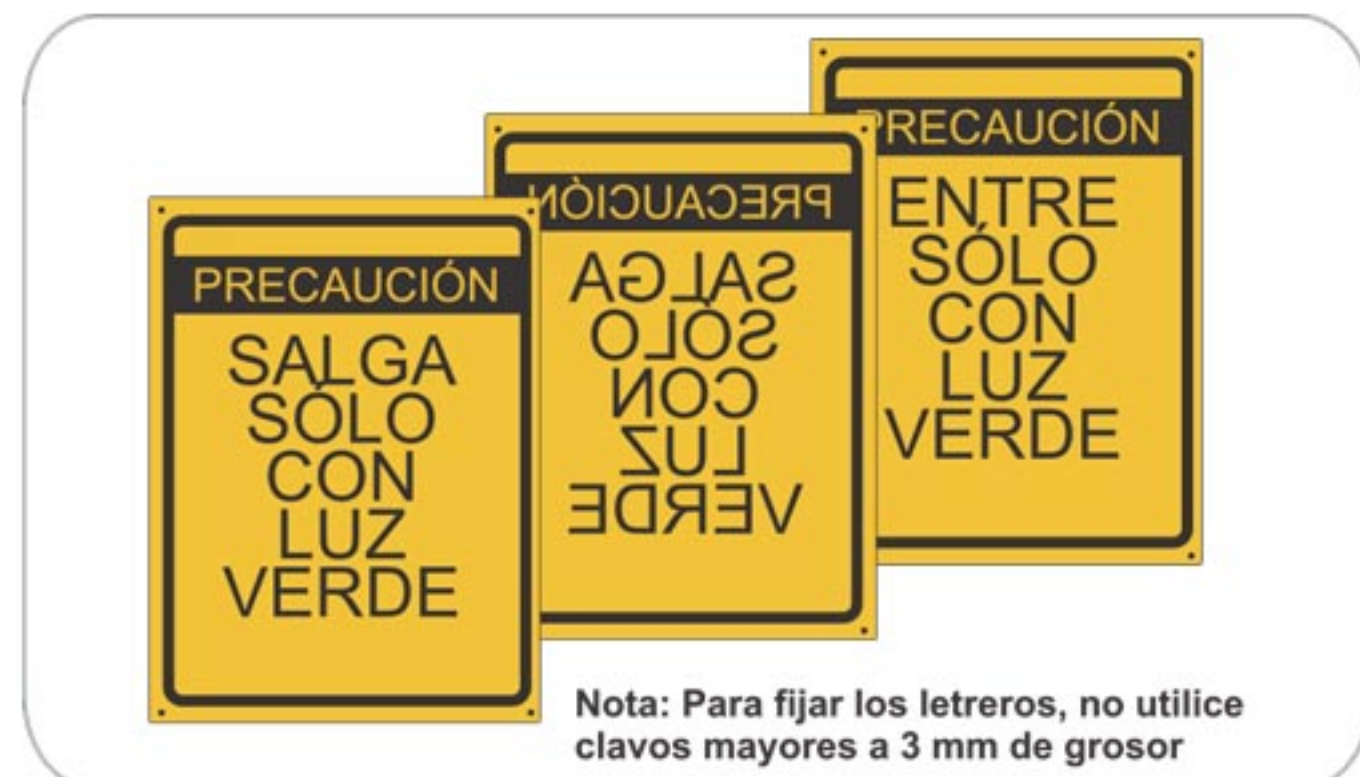 PRECAUCIÓN
SALGA
SÓLO
CON
LUZ
VERDE
PRECAUCIÓN
SALGA
SÓLO
CON
LUZ
VERDE
PRECAUCIÓN
ENTRE
SÓLO
CON
LUZ
VERDE
Nota: Para fijar los letreros, no utilice
clavos mayores a 3 mm de grosor